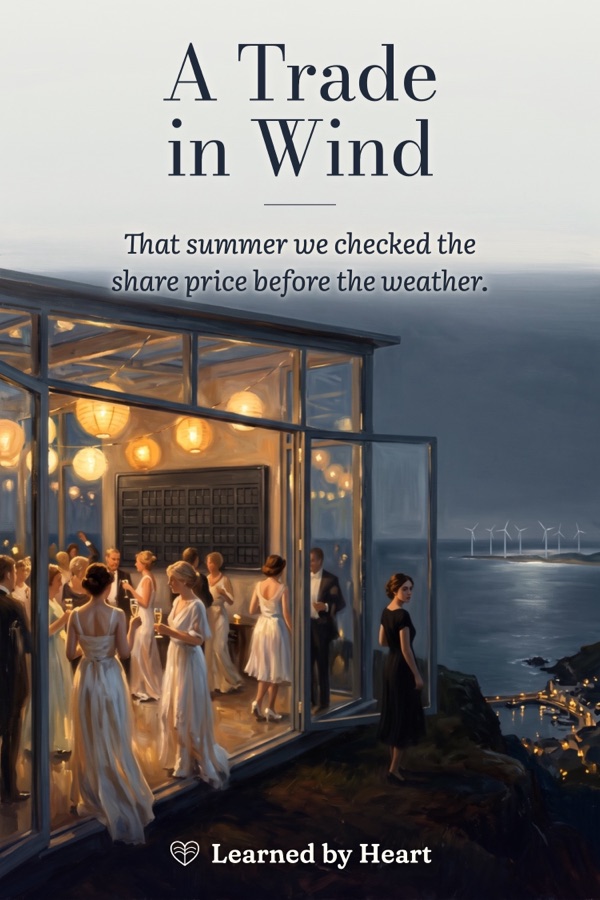 A Trade
in Wind
That summer we checked the
share price before the weather.
Learned by Heart